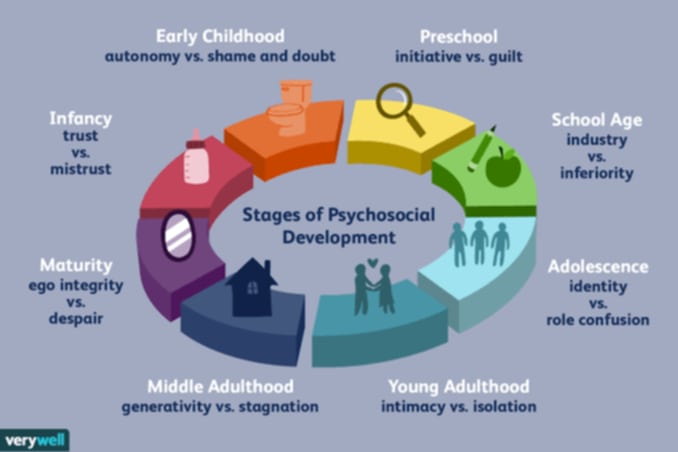 Early Childhood
autonomy vs. shame and doubt
Preschool
initiative vs. guilt
Infancy
trust
vs.
mistrust
School Age
industry
vs.
inferiority
Stages of Psychosocial
Development
Maturity
ego integrity
vs.
despair
Adolescence
identity
vs.
role confusion
Middle Adulthood
generativity vs. stagnation
Young Adulthood
intimacy vs. isolation
verywell